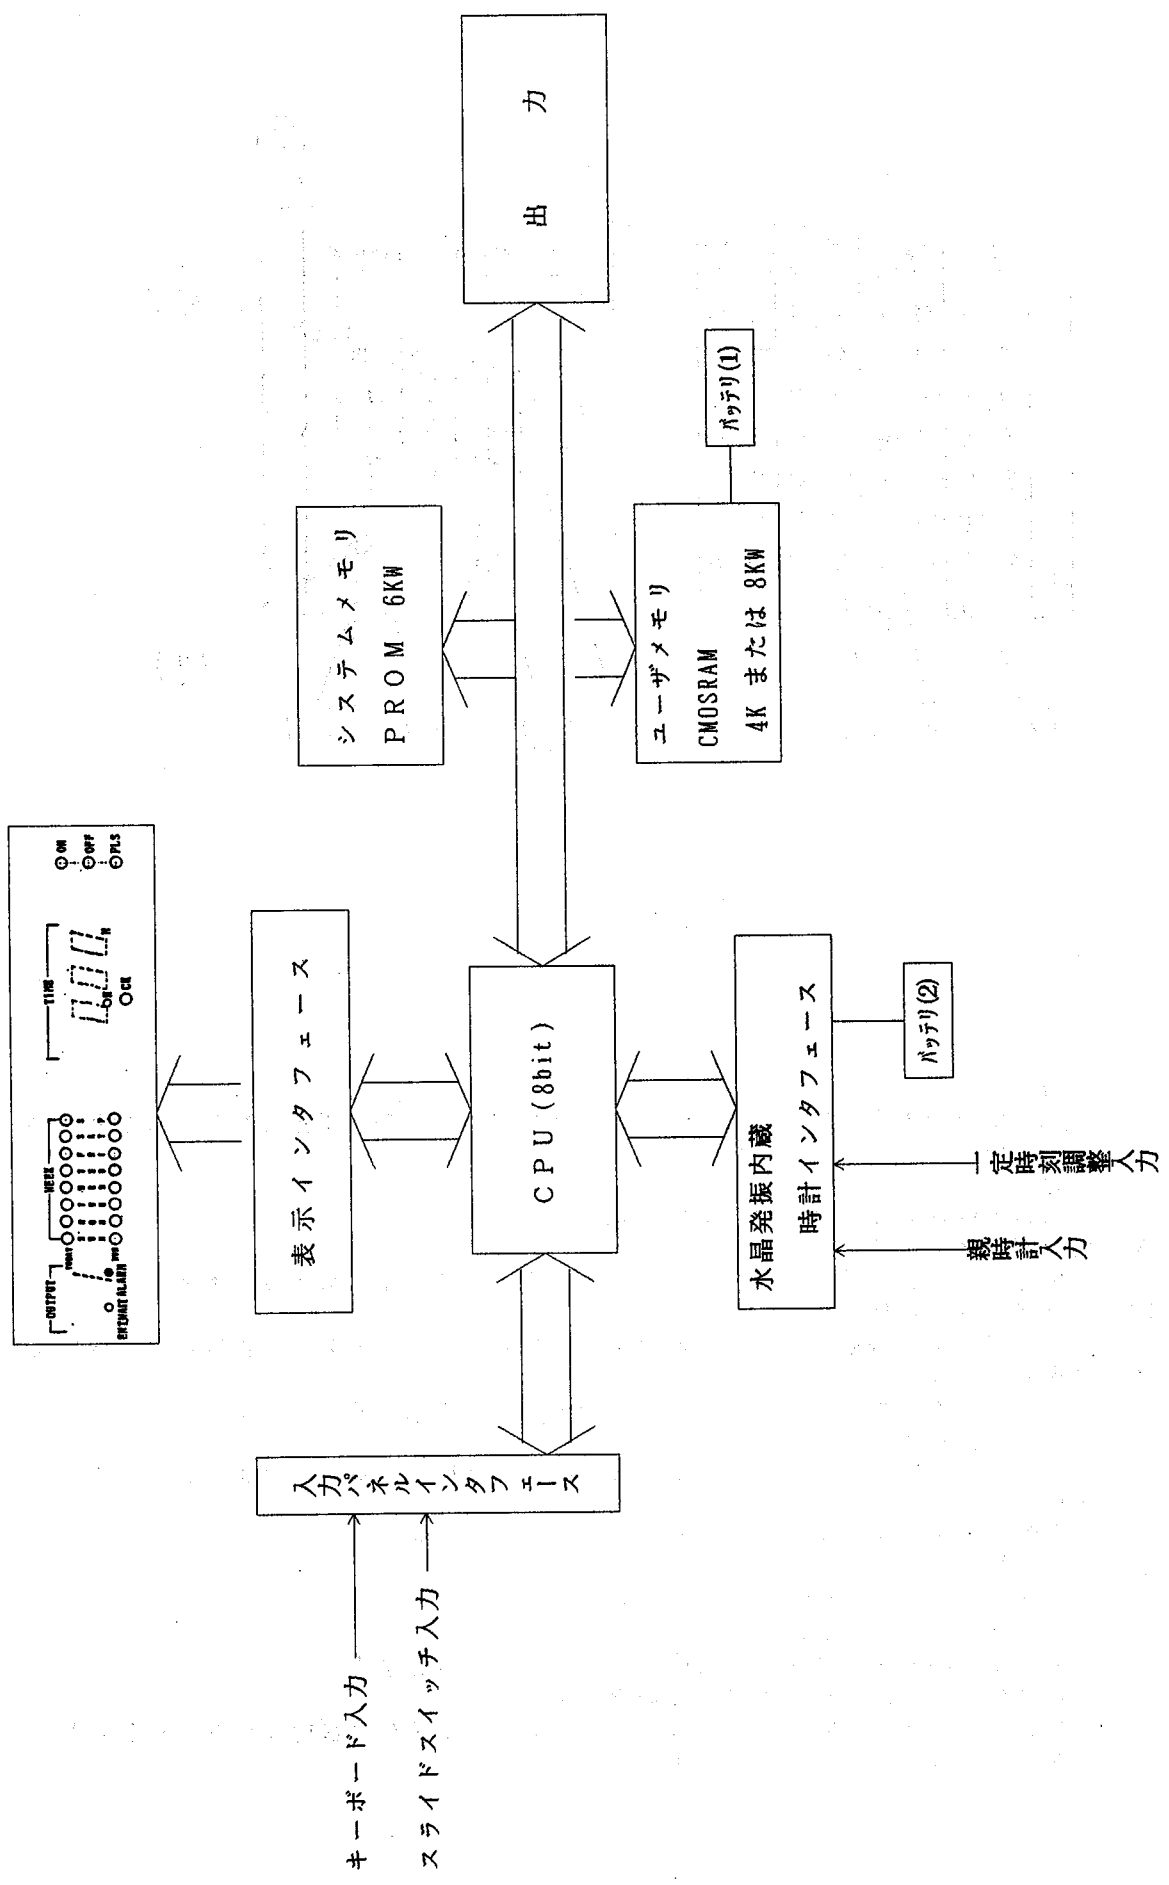 OUTPUT
WEEK
TIME
TODAY
ON
OFF
PLS
H
M
CK
ENT WAIT ALARM
表示インタフェース
システムメモリ
PROM 6KW
キーボード入力
スライドスイッチ入力
入力パネルインタフェース
CPU (8bit)
出力
水晶発振内蔵
時計インタフェース
ユーザメモリ
CMOSRAM
4K または 8KW
バッテリ(1)
バッテリ(2)
親時計入力
一定時刻調整入力